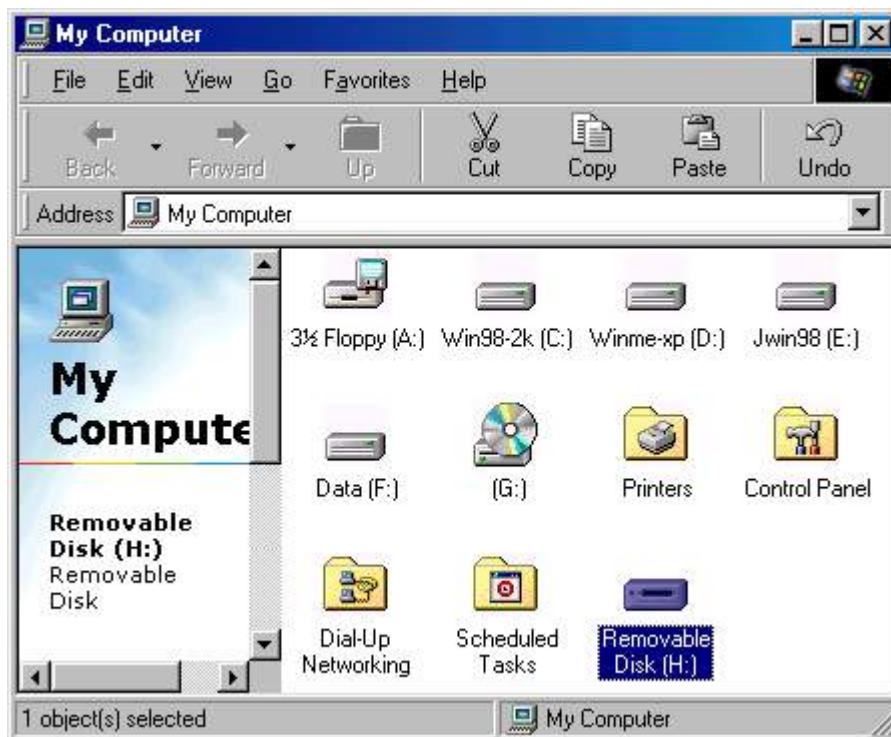 My Computer
File Edit View Go Favorites Help
Back Forward Up Cut Copy Paste Undo
Address My Computer
My
Compute
Removable
Disk (H:)
Removable
Disk
3½ Floppy (A:) Win98-2k (C:) Winme-xp (D:) Jwin98 (E:)
Data (F:) (G:) Printers Control Panel
Dial-Up
Networking
Scheduled
Tasks
Removable
Disk (H:)
1 object(s) selected My Computer